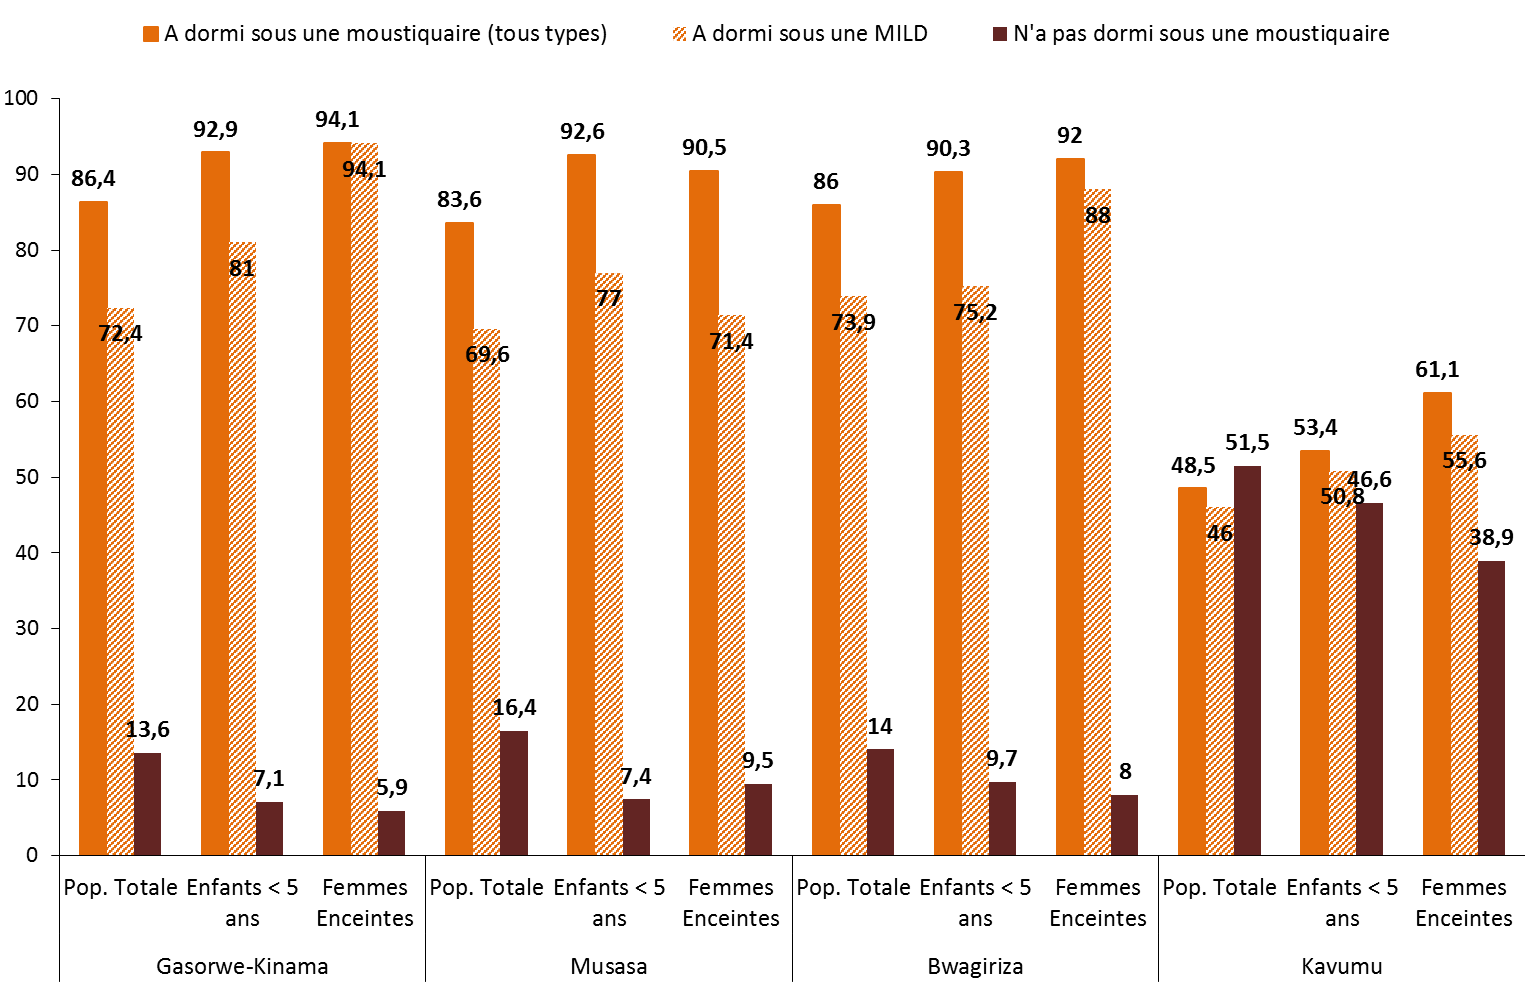 A dormi sous une moustiquaire (tous types) A dormi sous une MILD N'a pas dormi sous une moustiquaire
100
90
80
70
60
50
40
30
20
10
0
86,4
72,4
13,6
92,9
81
7,1
94,1
94,1
5,9
83,6
69,6
16,4
92,6
77
7,4
90,5
71,4
9,5
86
73,9
14
90,3
75,2
9,7
92
88
8
48,5
46
51,5
53,4
50,8
46,6
61,1
55,6
38,9
Pop. Totale
Enfants < 5
ans
Femmes
Enceintes
Pop. Totale
Enfants < 5
ans
Femmes
Enceintes
Pop. Totale
Enfants < 5
ans
Femmes
Enceintes
Pop. Totale
Enfants < 5
ans
Femmes
Enceintes
Gasorwe-Kinama
Musasa
Bwagiriza
Kavumu